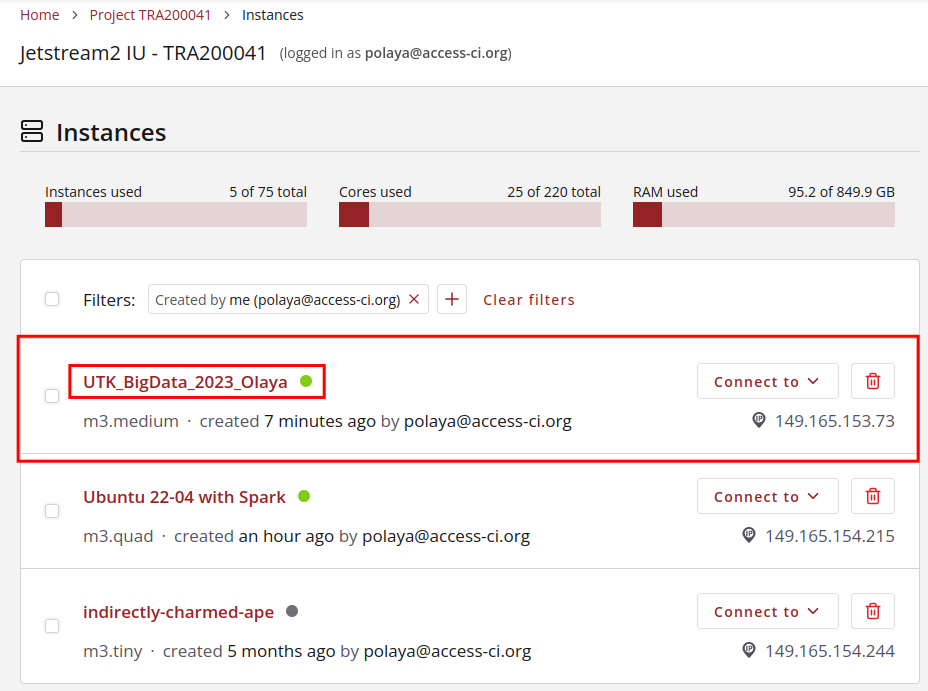 Home > Project TRA200041 > Instances
Jetstream2 IU - TRA200041 (logged in as polaya@access-ci.org)
Instances
Instances used 5 of 75 total Cores used 25 of 220 total RAM used 95.2 of 849.9 GB
Filters: Created by me (polaya@access-ci.org) × + Clear filters
UTK_BigData_2023_Olaya Connect to
m3.medium · created 7 minutes ago by polaya@access-ci.org IP 149.165.153.73
Ubuntu 22-04 with Spark Connect to
m3.quad · created an hour ago by polaya@access-ci.org IP 149.165.154.215
indirectly-charmed-ape Connect to
m3.tiny · created 5 months ago by polaya@access-ci.org IP 149.165.154.244